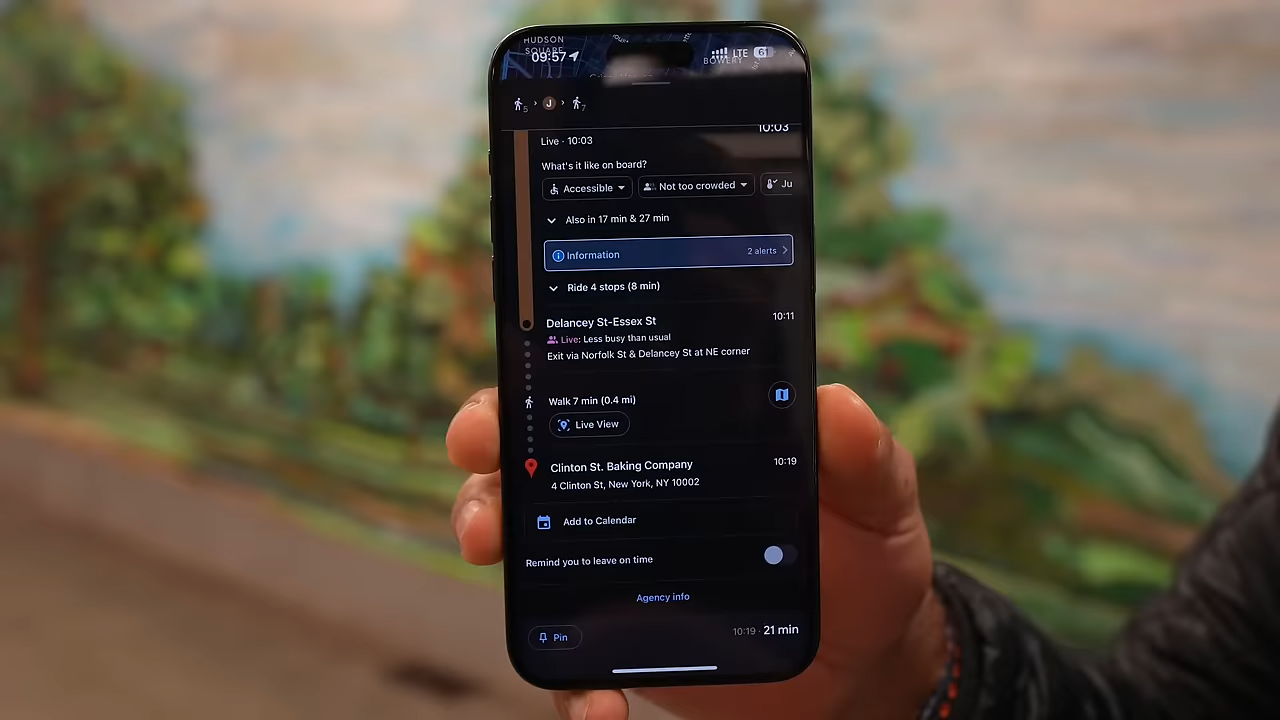 HUDSON
SQUARE
09:57
LTE 61
BOWERY
5 J 7
10:03
Live · 10:03
What's it like on board?
Accessible Not too crowded Ju
Also in 17 min & 27 min
Information 2 alerts
Ride 4 stops (8 min)
Delancey St-Essex St 10:11
Live: Less busy than usual
Exit via Norfolk St & Delancey St at NE corner
Walk 7 min (0.4 mi)
Live View
Clinton St. Baking Company 10:19
4 Clinton St, New York, NY 10002
Add to Calendar
Remind you to leave on time
Agency info
Pin 10:19 · 21 min